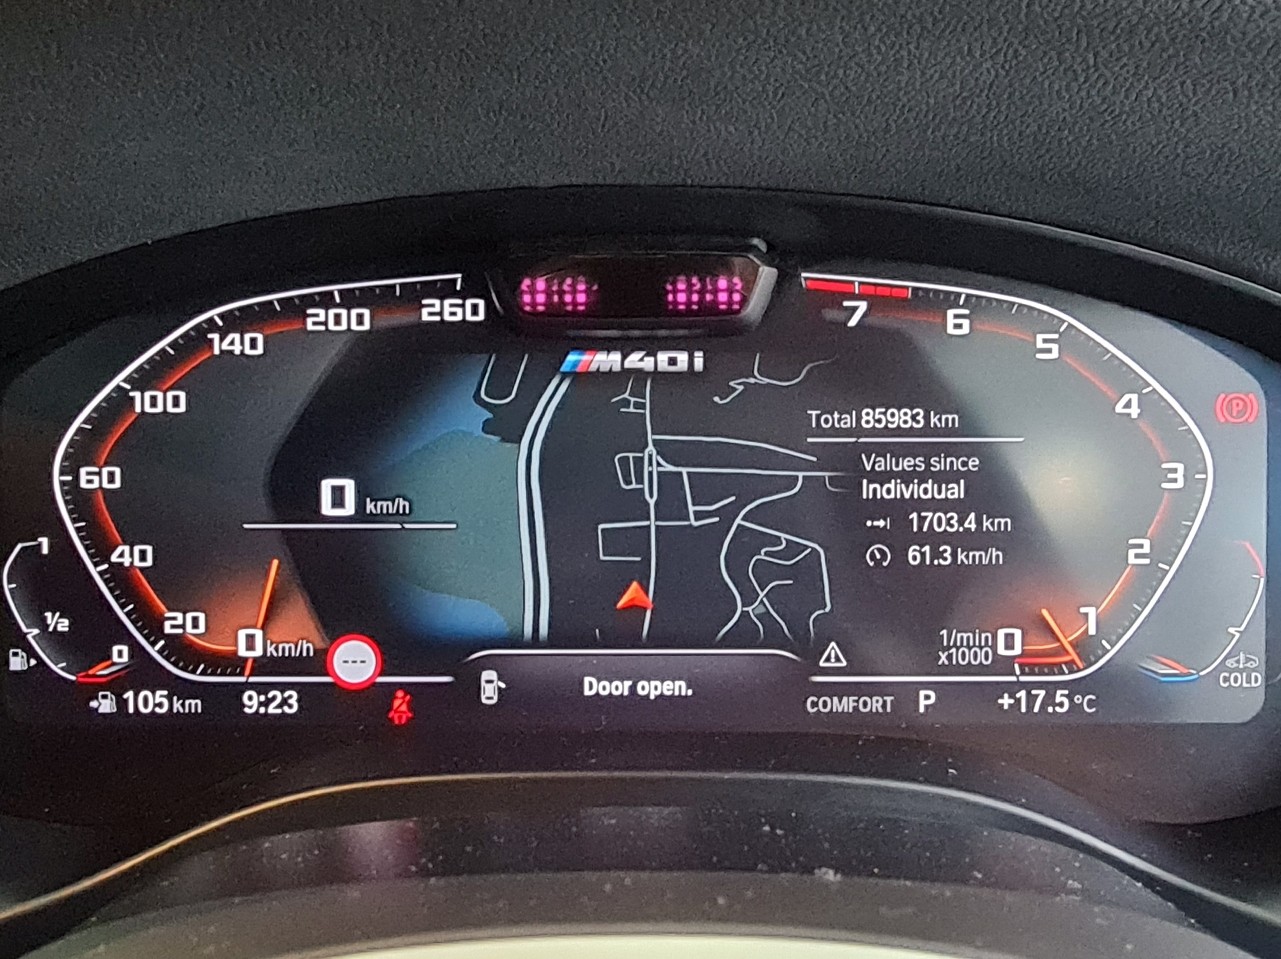 260
200
140
100
60
40
20
0 km/h
M40i
7
6
5
4
3
2
1
0
1/min
x1000
(P)
Total 85983 km
Values since
Individual
1703.4 km
61.3 km/h
0 km/h
1
1/2
0
---
105 km
9:23
Door open.
COMFORT P
+17.5 °C
COLD